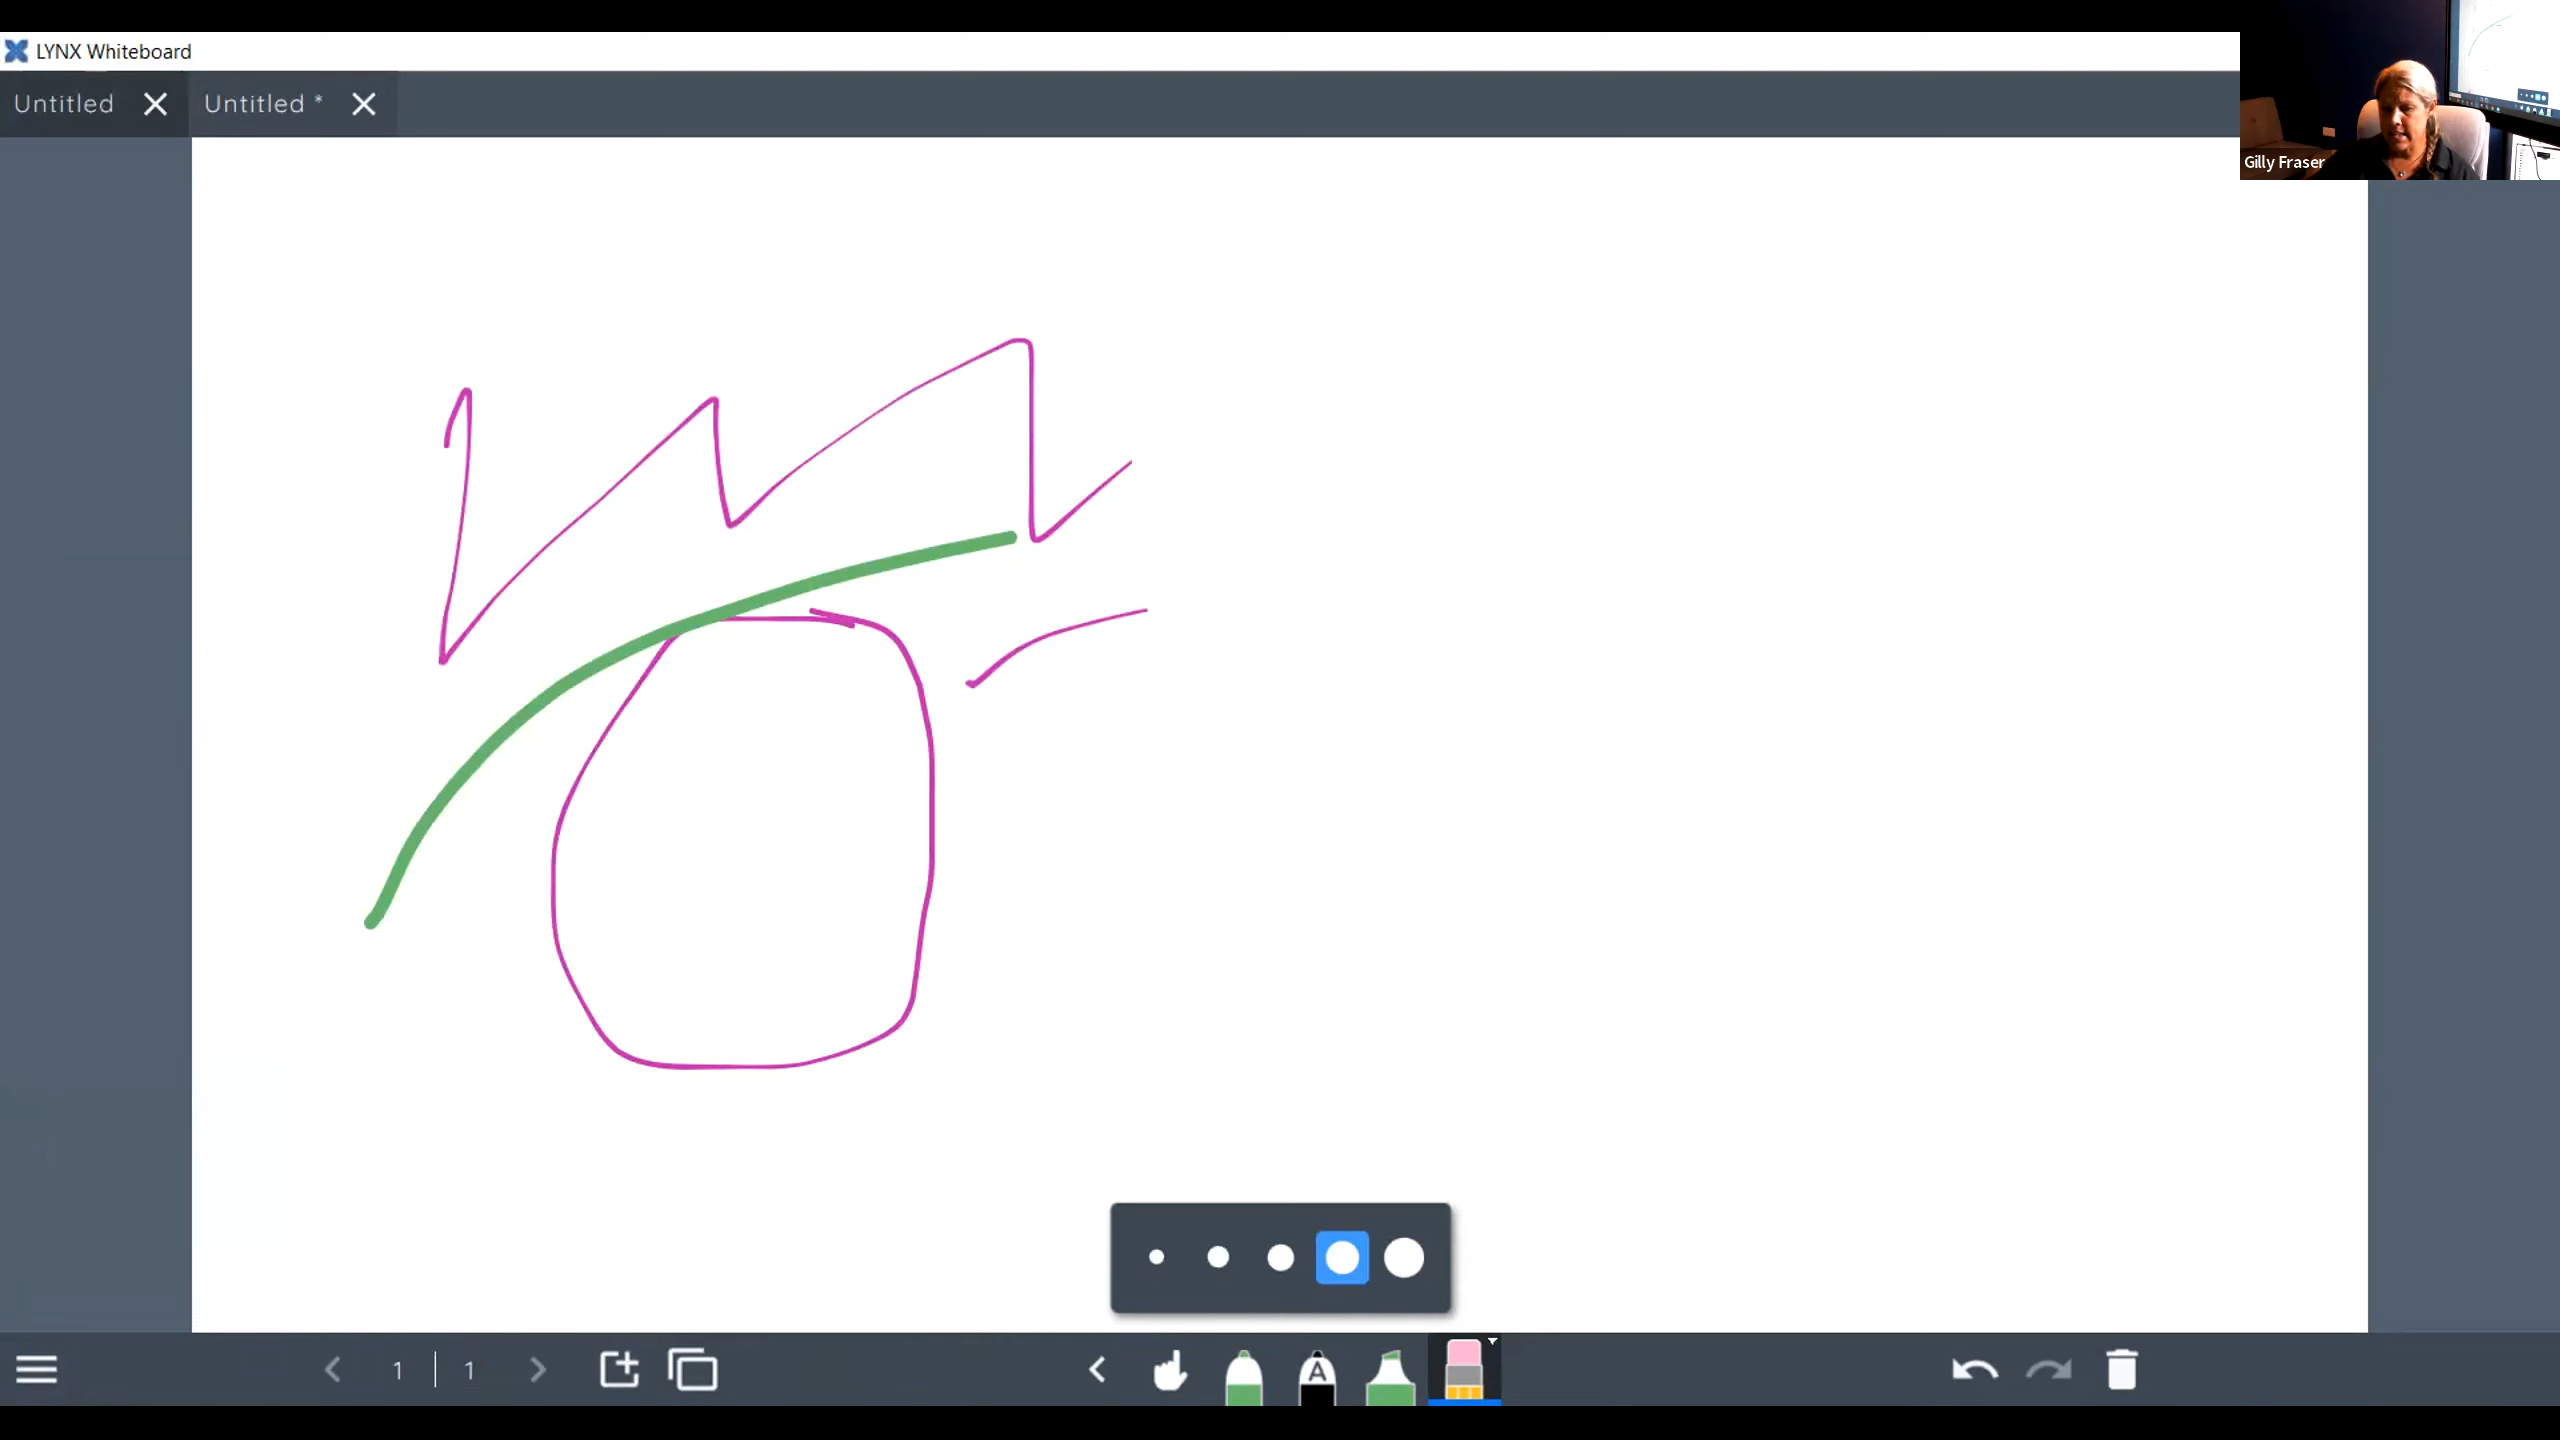 LYNX Whiteboard
Untitled
Untitled *
Gilly Fraser
1 | 1
A